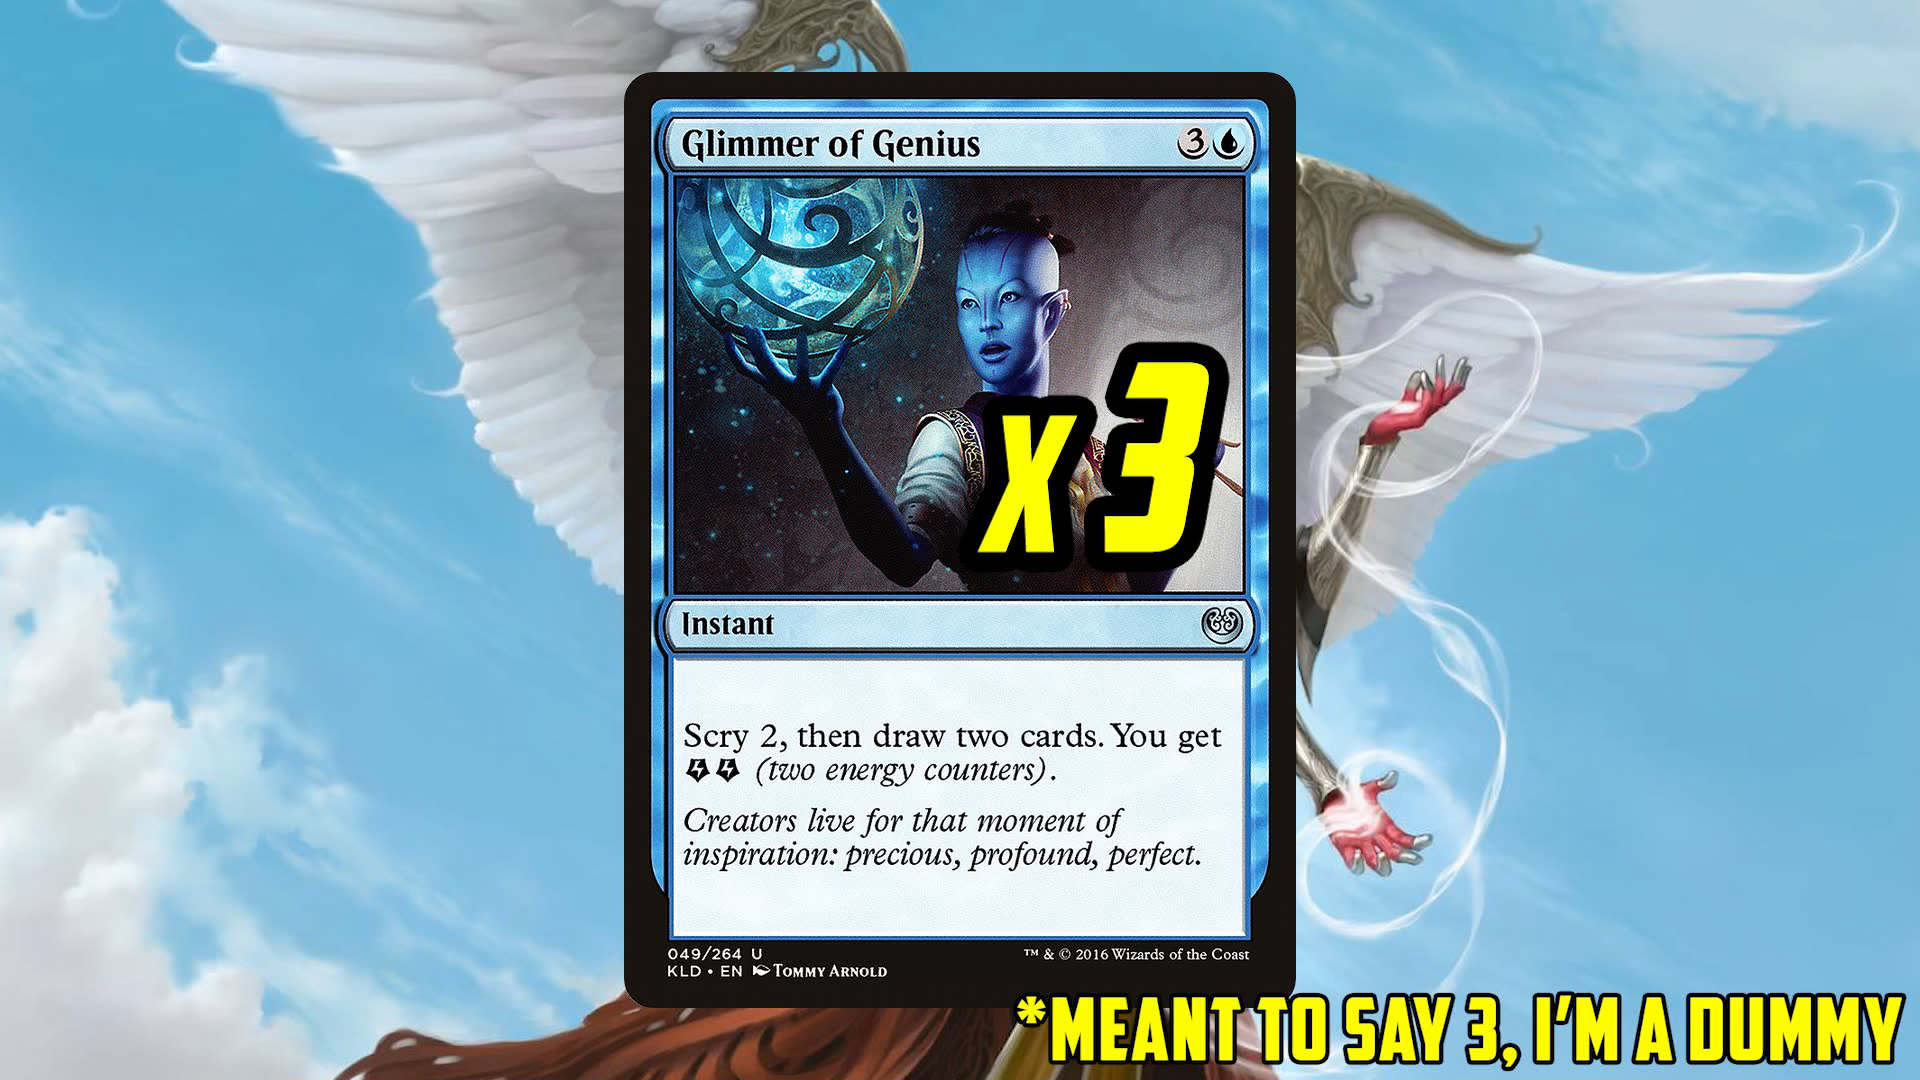 Glimmer of Genius 3
x3
Instant
Scry 2, then draw two cards. You get
(two energy counters).
Creators live for that moment of
inspiration: precious, profound, perfect.
049/264 U
KLD • EN TOMMY ARNOLD
™ & © 2016 Wizards of the Coast
*MEANT TO SAY 3, I'M A DUMMY